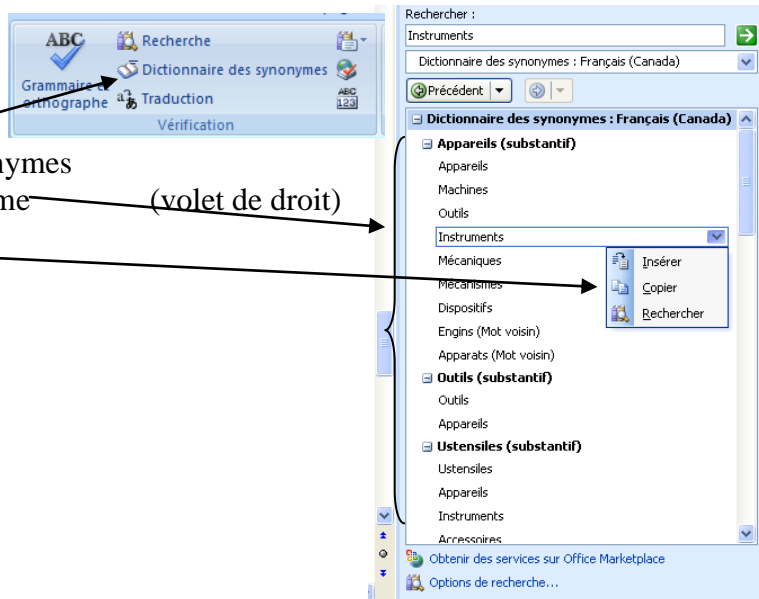 ABC
Grammaire et
orthographe
Recherche
Dictionnaire des synonymes
Traduction
ABC
123
Vérification
nymes
me (volet de droit)
Rechercher :
Instruments
Dictionnaire des synonymes : Français (Canada)
Précédent
Dictionnaire des synonymes : Français (Canada)
Appareils (substantif)
Appareils
Machines
Outils
Instruments
Mécaniques
Mécanismes
Dispositifs
Engins (Mot voisin)
Apparats (Mot voisin)
Insérer
Copier
Rechercher
Outils (substantif)
Outils
Appareils
Ustensiles (substantif)
Ustensiles
Appareils
Instruments
Accessoires
Obtenir des services sur Office Marketplace
Options de recherche...